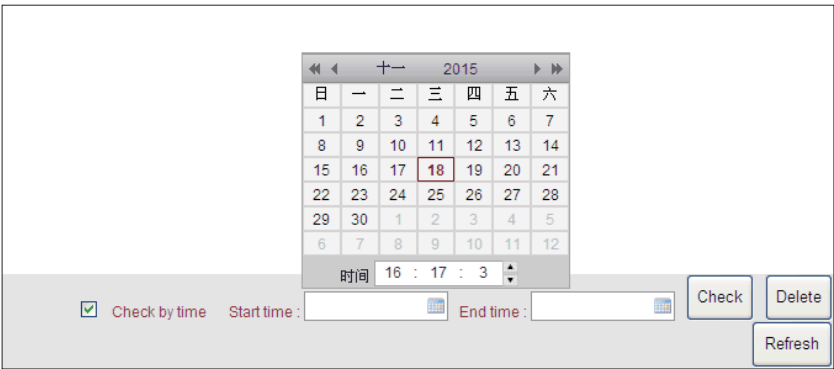 十一 2015
日 一 二 三 四 五 六
1 2 3 4 5 6 7
8 9 10 11 12 13 14
15 16 17 18 19 20 21
22 23 24 25 26 27 28
29 30 1 2 3 4 5
6 7 8 9 10 11 12
时间 16 : 17 : 3
Check by time Start time : End time : Check Delete
Refresh